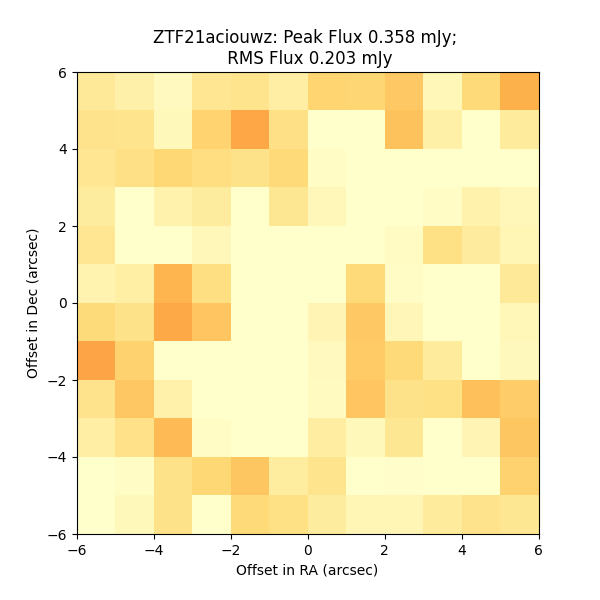 ZTF21aciouwz: Peak Flux 0.358 mJy;
RMS Flux 0.203 mJy
6
4
2
0
−2
−4
−6
Offset in Dec (arcsec)
−6 −4 −2 0 2 4 6
Offset in RA (arcsec)